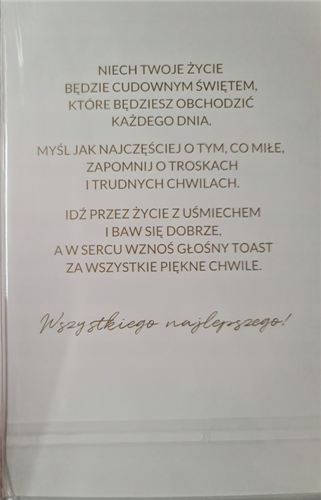 NIECH TWOJE ŻYCIE
BĘDZIE CUDOWNYM ŚWIĘTEM,
KTÓRE BĘDZIESZ OBCHODZIĆ
KAŻDEGO DNIA.
MYŚL JAK NAJCZĘŚCIEJ O TYM, CO MIŁE,
ZAPOMNIJ O TROSKACH
I TRUDNYCH CHWILACH.
IDŹ PRZEZ ŻYCIE Z UŚMIECHEM
I BAW SIĘ DOBRZE,
A W SERCU WZNOŚ GŁOŚNY TOAST
ZA WSZYSTKIE PIĘKNE CHWILE.
Wszystkiego najlepszego!